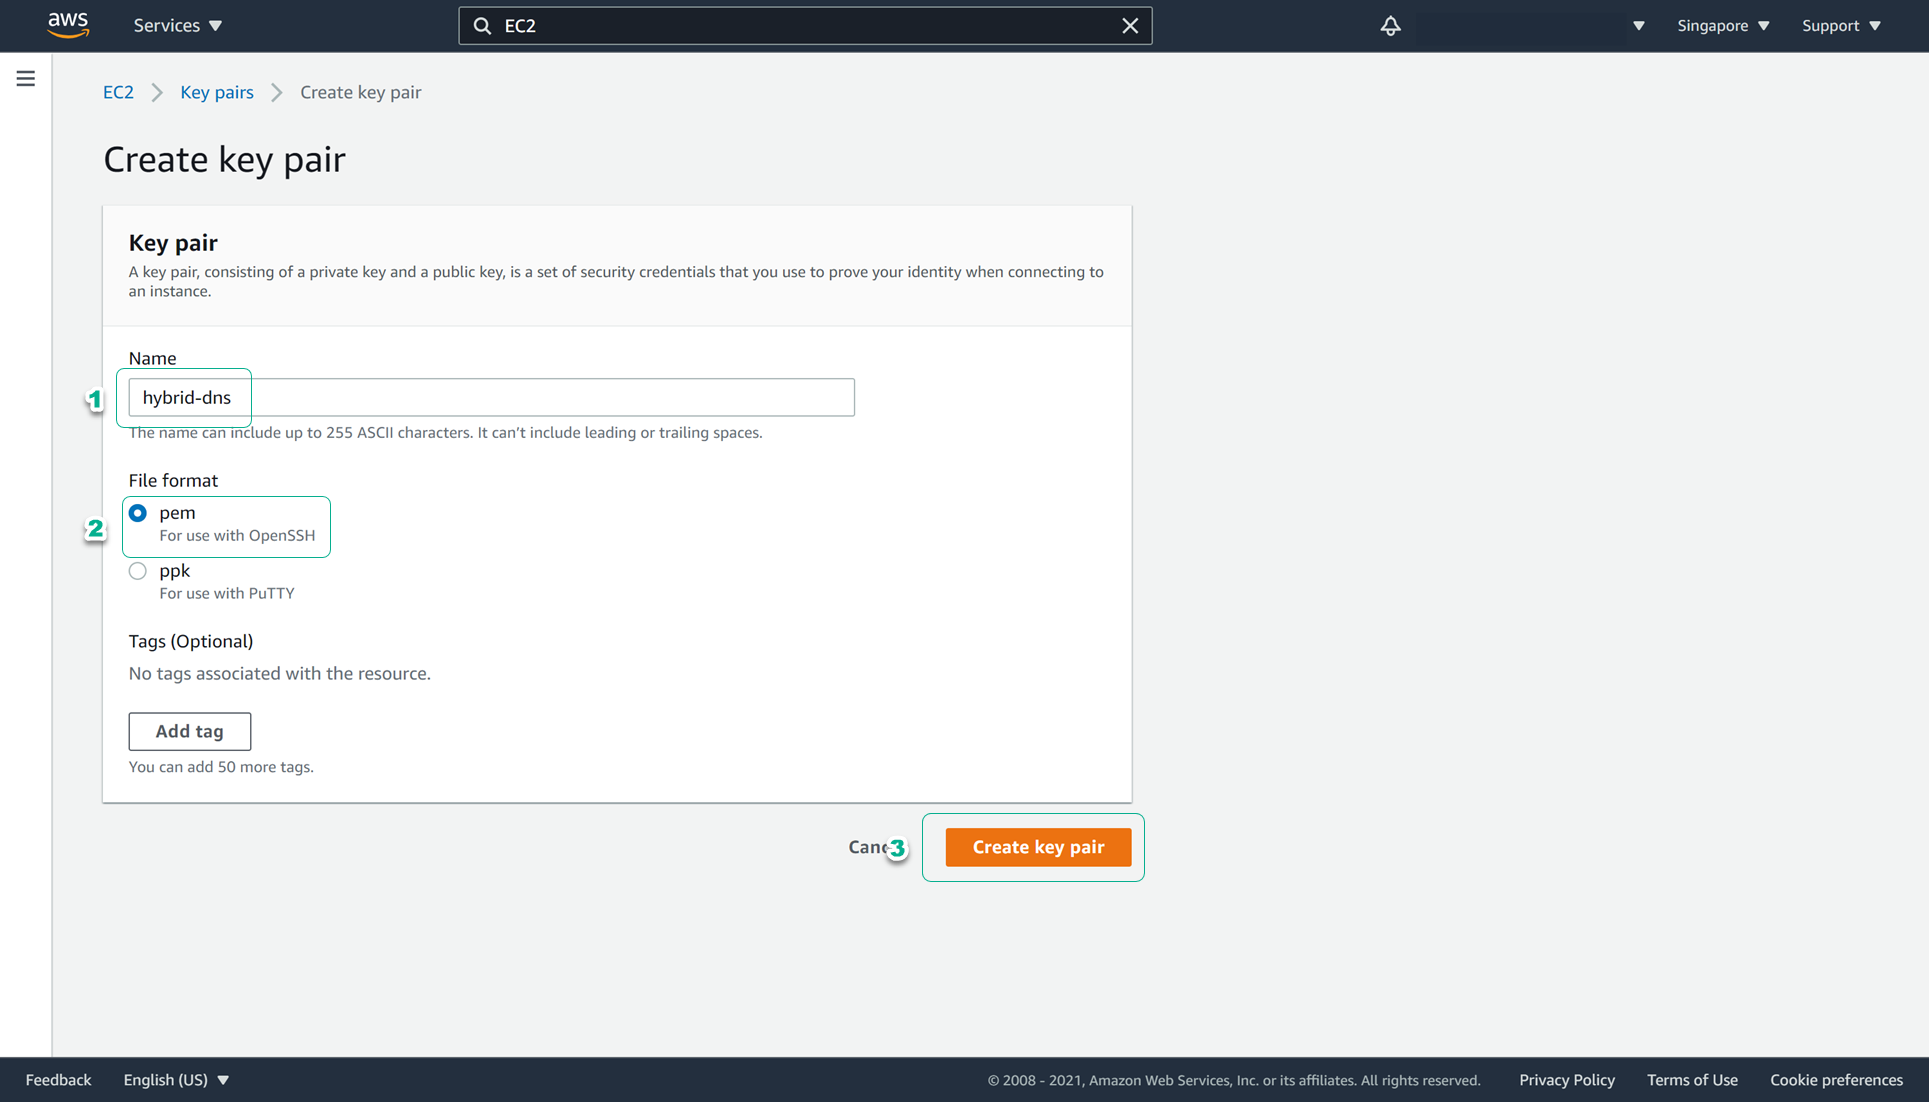 aws
Services
EC2
Singapore
Support
EC2
Key pairs
Create key pair
Create key pair
Key pair
A key pair, consisting of a private key and a public key, is a set of security credentials that you use to prove your identity when connecting to
an instance.
Name
1
hybrid-dns
The name can include up to 255 ASCII characters. It can't include leading or trailing spaces.
File format
2
pem
For use with OpenSSH
ppk
For use with PuTTY
Tags (Optional)
No tags associated with the resource.
Add tag
You can add 50 more tags.
Canc
3
Create key pair
Feedback
English (US)
© 2008 - 2021, Amazon Web Services, Inc. or its affiliates. All rights reserved.
Privacy Policy
Terms of Use
Cookie preferences